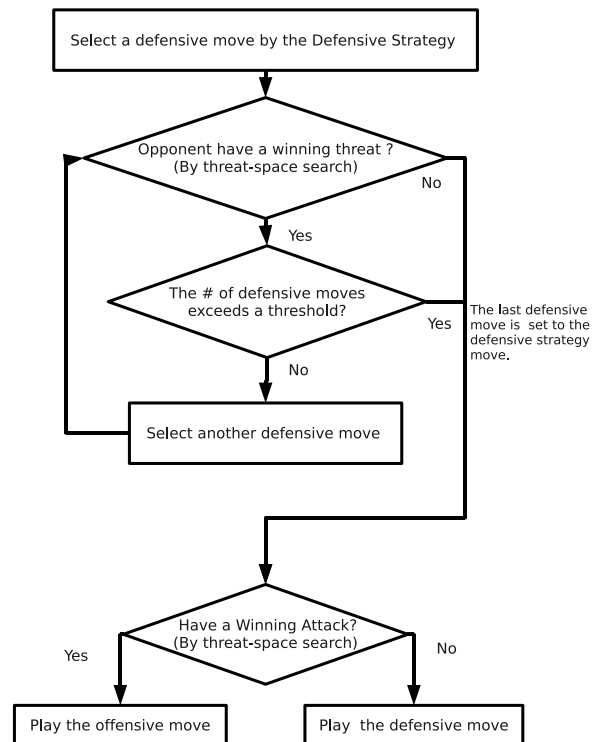 Select a defensive move by the Defensive Strategy
Opponent have a winning threat ?
(By threat-space search)
No
Yes
The # of defensive moves
exceeds a threshold?
Yes
The last defensive
move is set to the
defensive strategy
move.
No
Select another defensive move
Have a Winning Attack?
(By threat-space search)
Yes
No
Play the offensive move
Play the defensive move